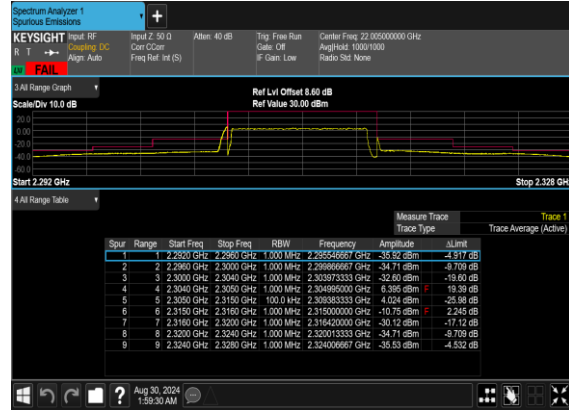 Spectrum Analyzer 1
Spurious Emissions
KEYSIGHT Input: RF Input Z: 50 Ω Atten: 40 dB Trig: Free Run Center Freq: 22.005000000 GHz
R T Coupling: DC Corr CCorr Gate: Off Avg|Hold: 1000/1000
Align: Auto Freq Ref: Int (S) IF Gain: Low Radio Std: None
LU FAIL
3 All Range Graph
Ref Lvl Offset 8.60 dB
Scale/Div 10.0 dB Ref Value 30.00 dBm
20.0
0.00
-20.0
-40.0
-60.0
Start 2.292 GHz Stop 2.328 GH
4 All Range Table
Measure Trace Trace 1
Trace Type Trace Average (Active)
Spur Range Start Freq Stop Freq RBW Frequency Amplitude ΔLimit
1 1 2.2920 GHz 2.2960 GHz 1.000 MHz 2.295546667 GHz -35.92 dBm -4.917 dB
2 2 2.2960 GHz 2.3000 GHz 1.000 MHz 2.299866667 GHz -34.71 dBm -9.709 dB
3 3 2.3000 GHz 2.3040 GHz 1.000 MHz 2.303973333 GHz -32.60 dBm -19.60 dB
4 4 2.3040 GHz 2.3050 GHz 1.000 MHz 2.304995000 GHz 6.395 dBm F 19.39 dB
5 5 2.3050 GHz 2.3150 GHz 100.0 kHz 2.309383333 GHz 4.024 dBm -25.98 dB
6 6 2.3150 GHz 2.3160 GHz 1.000 MHz 2.315000000 GHz -10.75 dBm F 2.245 dB
7 7 2.3160 GHz 2.3200 GHz 1.000 MHz 2.316420000 GHz -30.12 dBm -17.12 dB
8 8 2.3200 GHz 2.3240 GHz 1.000 MHz 2.320013333 GHz -34.71 dBm -9.709 dB
9 9 2.3240 GHz 2.3280 GHz 1.000 MHz 2.324006667 GHz -35.53 dBm -4.532 dB
? Aug 30, 2024
1:59:30 AM